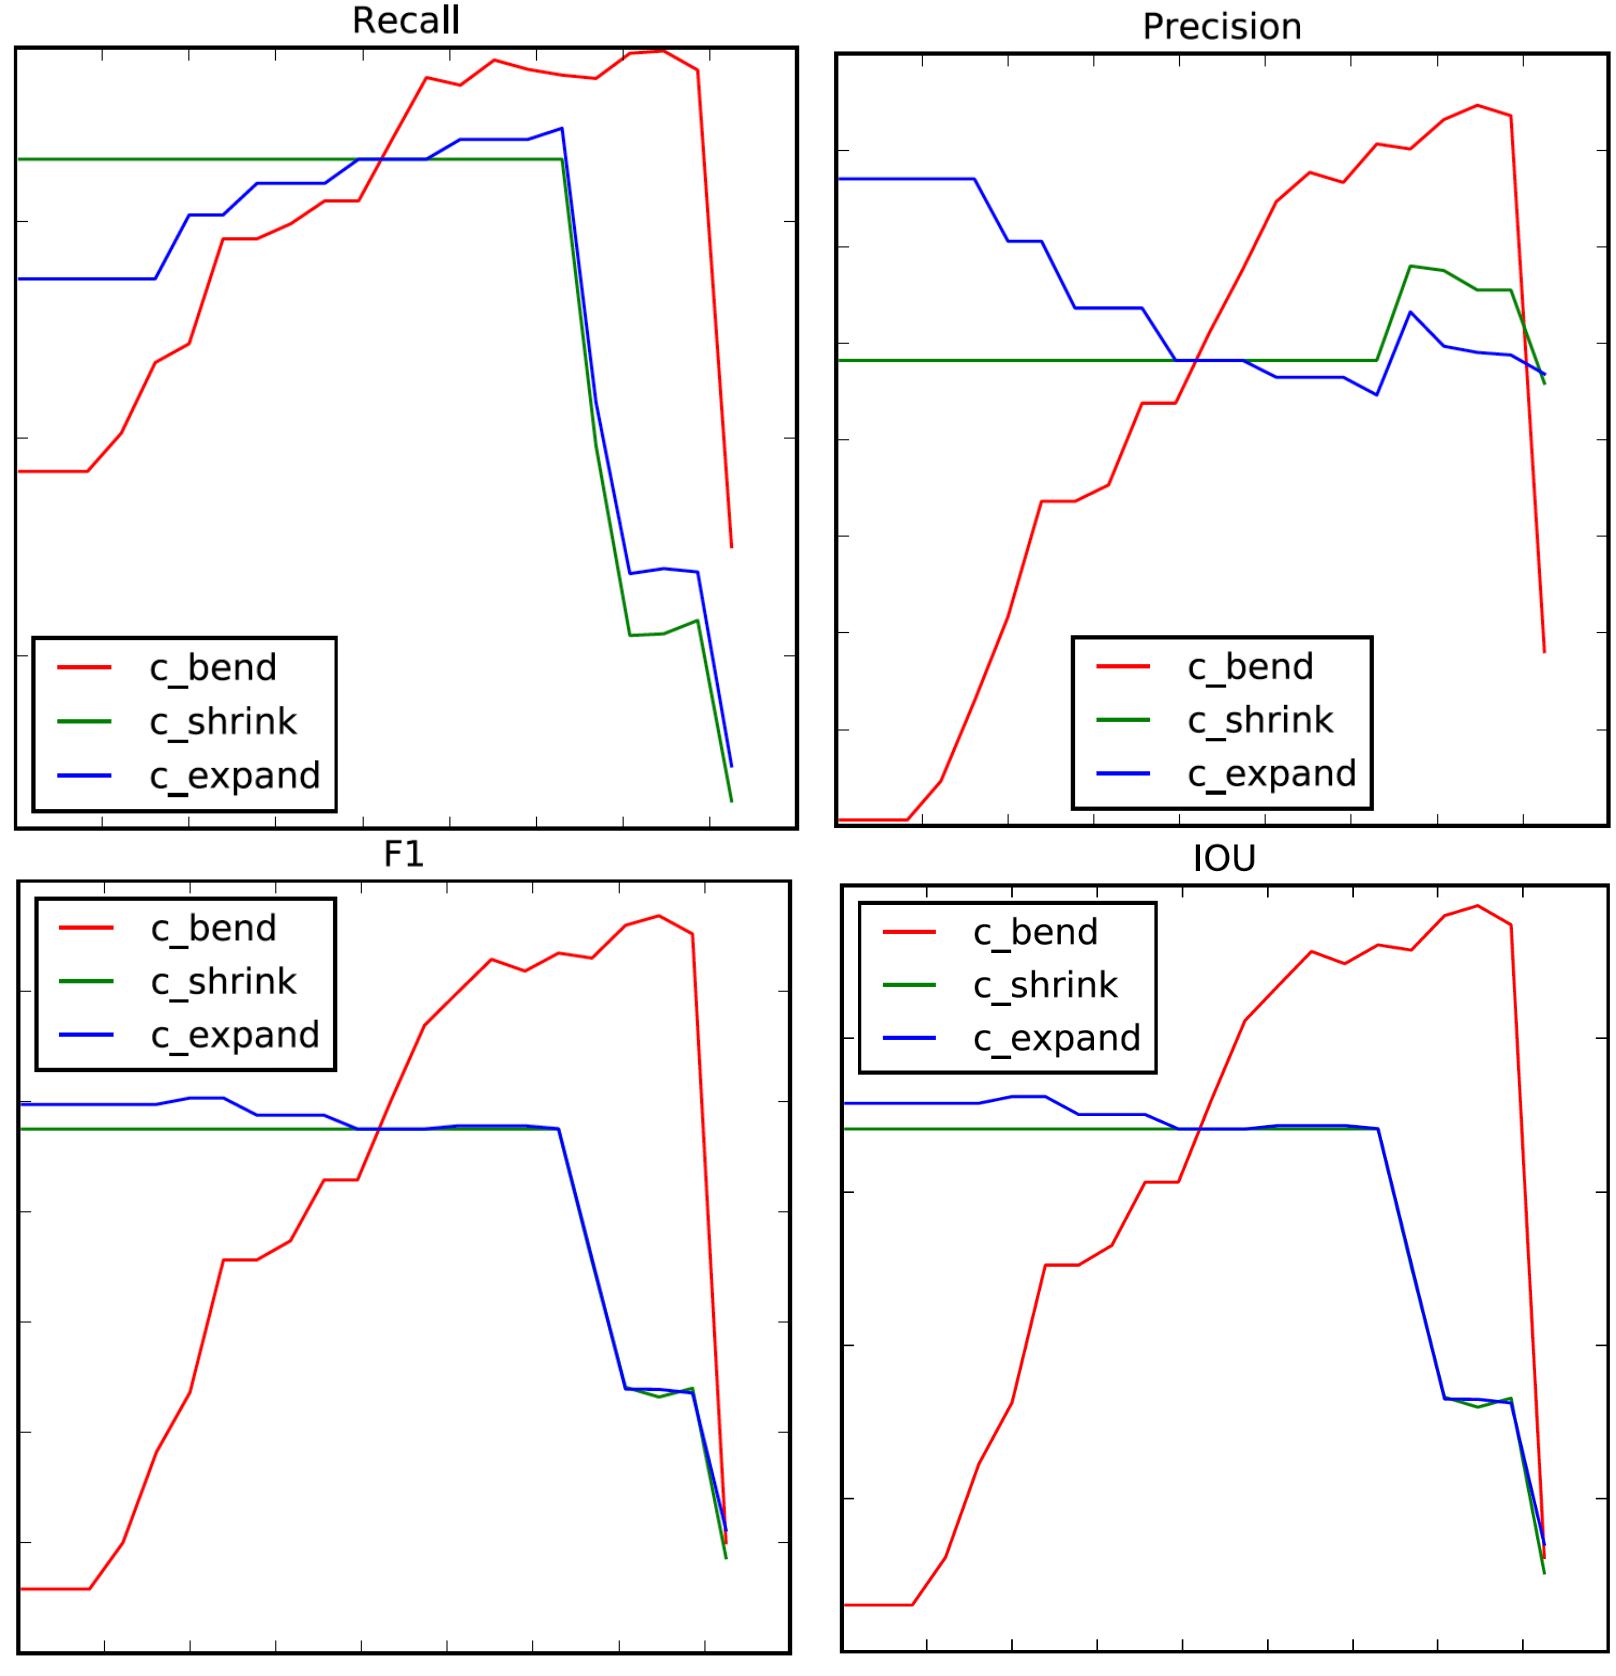 Recall
c_bend
c_shrink
c_expand
Precision
c_bend
c_shrink
c_expand
F1
c_bend
c_shrink
c_expand
IOU
c_bend
c_shrink
c_expand